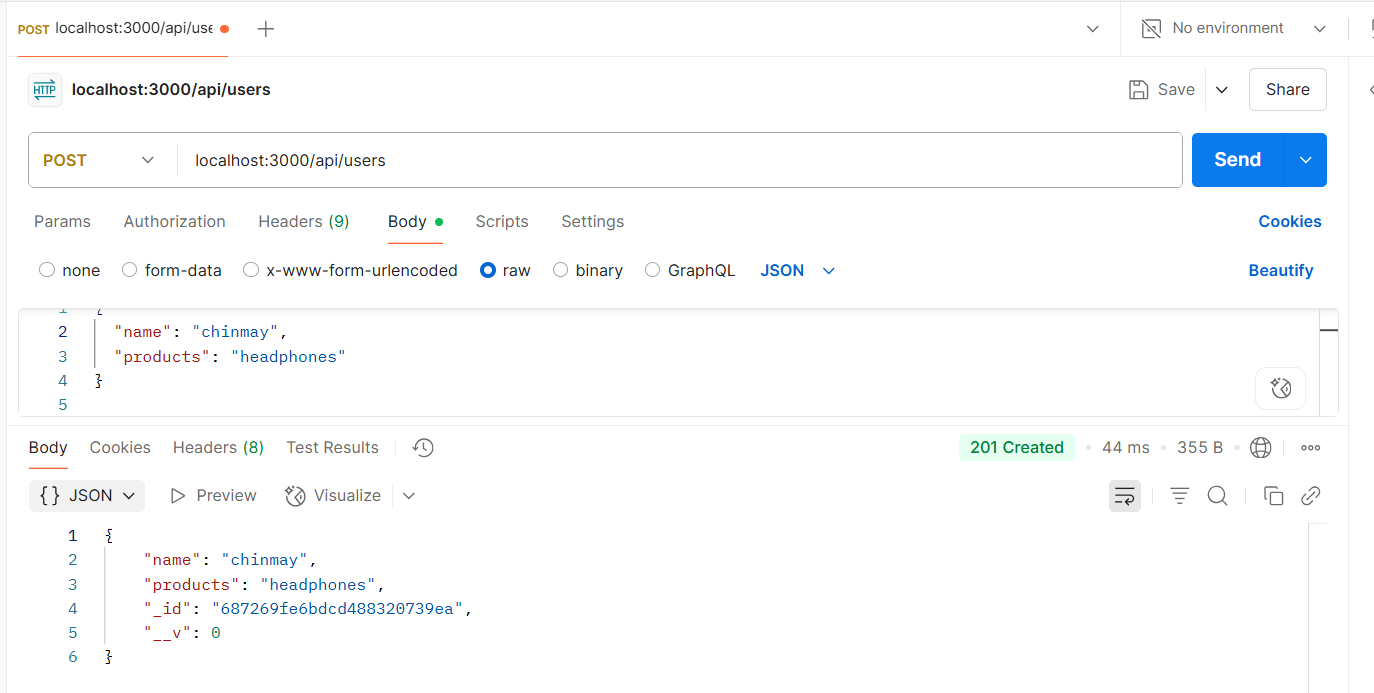 POST localhost:3000/api/use
No environment
HTTP localhost:3000/api/users
Save
Share
POST localhost:3000/api/users
Send
Params Authorization Headers (9) Body Scripts Settings Cookies
none form-data x-www-form-urlencoded raw binary GraphQL JSON Beautify
1 {
2 "name": "chinmay",
3 "products": "headphones"
4 }
5
Body Cookies Headers (8) Test Results 201 Created 44 ms 355 B
{} JSON Preview Visualize
1 {
2 "name": "chinmay",
3 "products": "headphones",
4 "_id": "687269fe6bdcd488320739ea",
5 "__v": 0
6 }